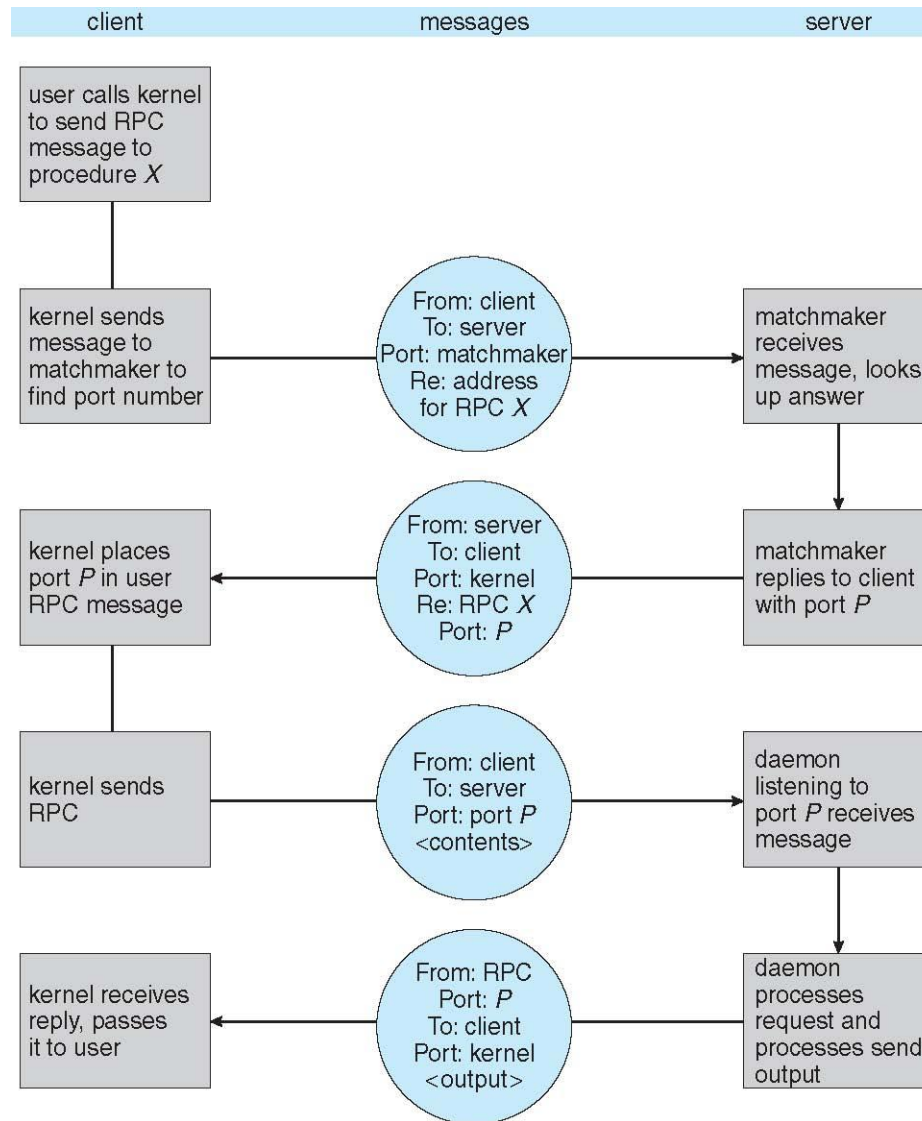 client
messages
server
user calls kernel
to send RPC
message to
procedure X
kernel sends
message to
matchmaker to
find port number
From: client
To: server
Port: matchmaker
Re: address
for RPC X
matchmaker
receives
message, looks
up answer
kernel places
port P in user
RPC message
From: server
To: client
Port: kernel
Re: RPC X
Port: P
matchmaker
replies to client
with port P
kernel sends
RPC
From: client
To: server
Port: port P
<contents>
daemon
listening to
port P receives
message
kernel receives
reply, passes
it to user
From: RPC
Port: P
To: client
Port: kernel
<output>
daemon
processes
request and
processes send
output